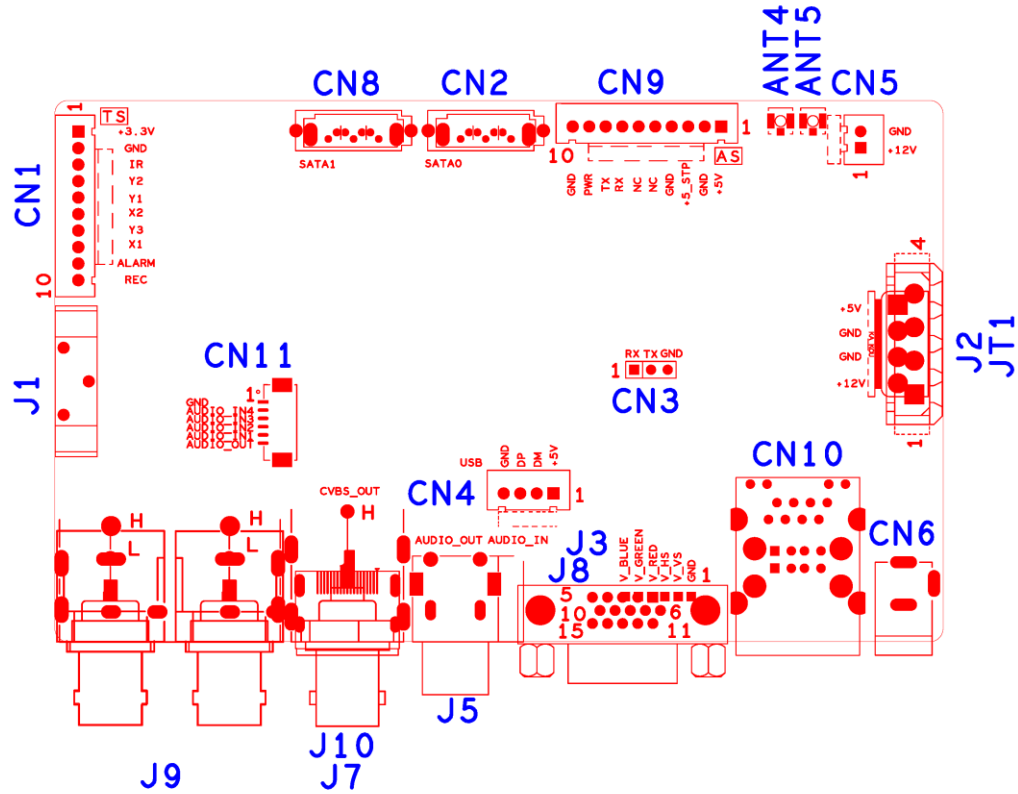 ANT4
ANT5
CN8
CN2
CN9
CN5
1
TS
+3.3V
GND
IR
Y2
Y1
X2
Y3
X1
ALARM
REC
10
CN1
SATA1
SATA0
10
1
AS
GND
PWR
TX
RX
NC
NC
GND
+5_STP
GND
+5V
GND
+12V
1
4
+5V
GND
GND
+12V
1
J2
JT1
J1
CN11
1
GND
AUDIO_IN4
AUDIO_IN3
AUDIO_IN2
AUDIO_IN1
AUDIO_OUT
RX TX GND
1
CN3
USB
GND
DP
DM
+5V
1
CN4
CN10
CN6
CVBS_OUT
H
H
H
L
L
AUDIO_OUT AUDIO_IN
J3
J8
V_BLUE
V_GREEN
V_RED
V_HS
V_VS
GND
1
5
10
6
15
11
J5
J10
J7
J9